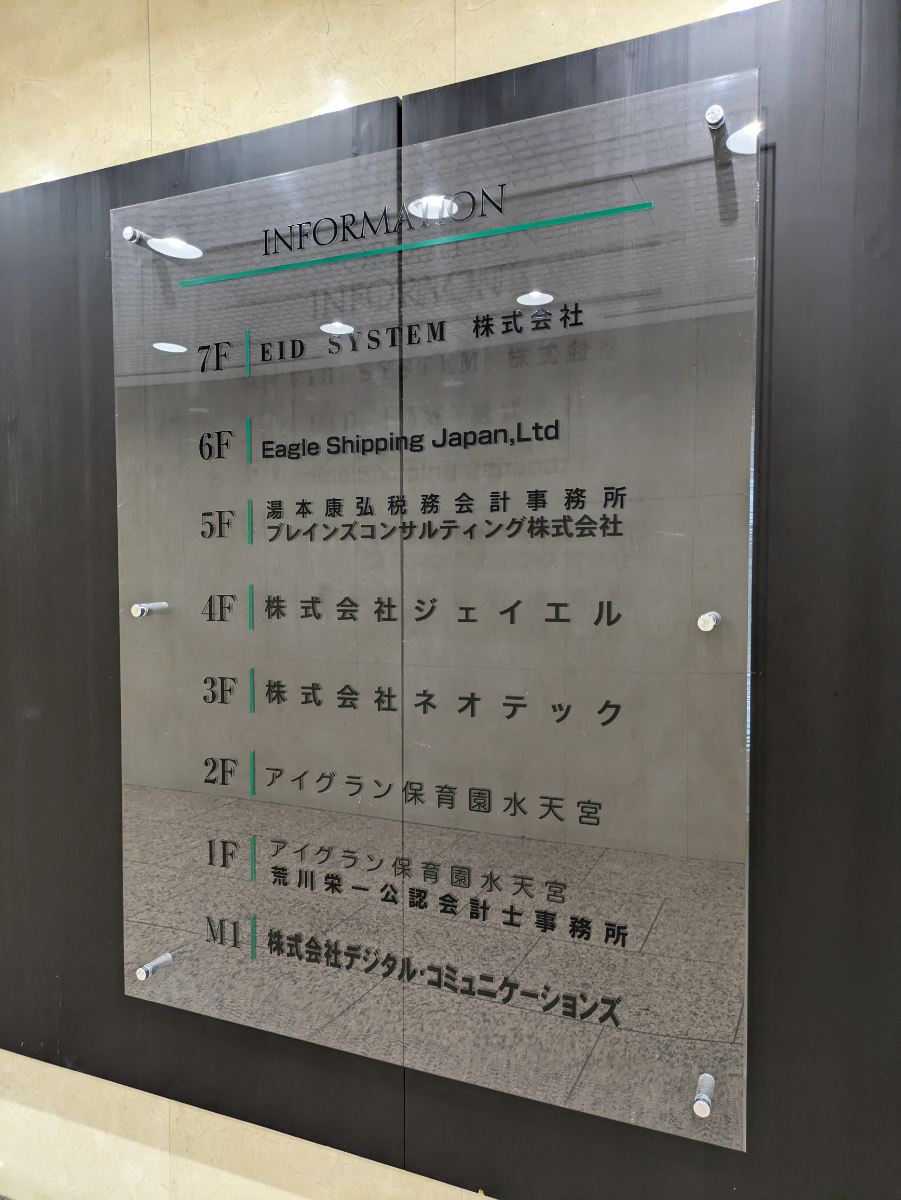 INFORMATION
7F EID SYSTEM 株式会社
6F Eagle Shipping Japan,Ltd
5F 湯本康弘税務会計事務所
ブレインズコンサルティング株式会社
4F 株式会社ジェイエル
3F 株式会社ネオテック
2F アイグラン保育園水天宮
1F アイグラン保育園水天宮
荒川栄一公認会計士事務所
M1 株式会社デジタル・コミュニケーションズ